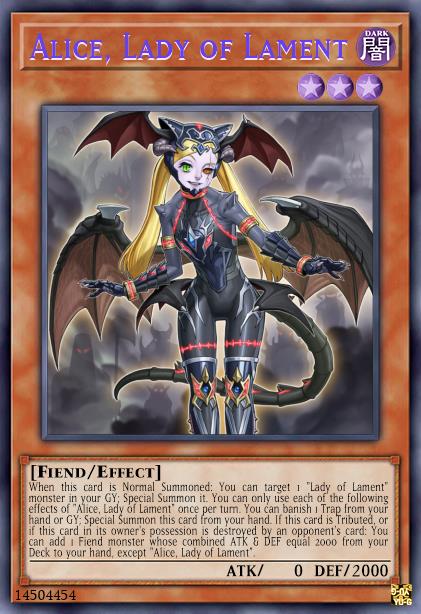 Alice, Lady of Lament
DARK
闇
[Fiend/Effect]
When this card is Normal Summoned: You can target 1 "Lady of Lament"
monster in your GY; Special Summon it. You can only use each of the following
effects of "Alice, Lady of Lament" once per turn. You can banish 1 Trap from your
hand or GY; Special Summon this card from your hand. If this card is Tributed, or
if this card in its owner's possession is destroyed by an opponent's card: You
can add 1 Fiend monster whose combined ATK & DEF equal 2000 from your
Deck to your hand, except "Alice, Lady of Lament".
ATK/ 0 DEF/2000
14504454